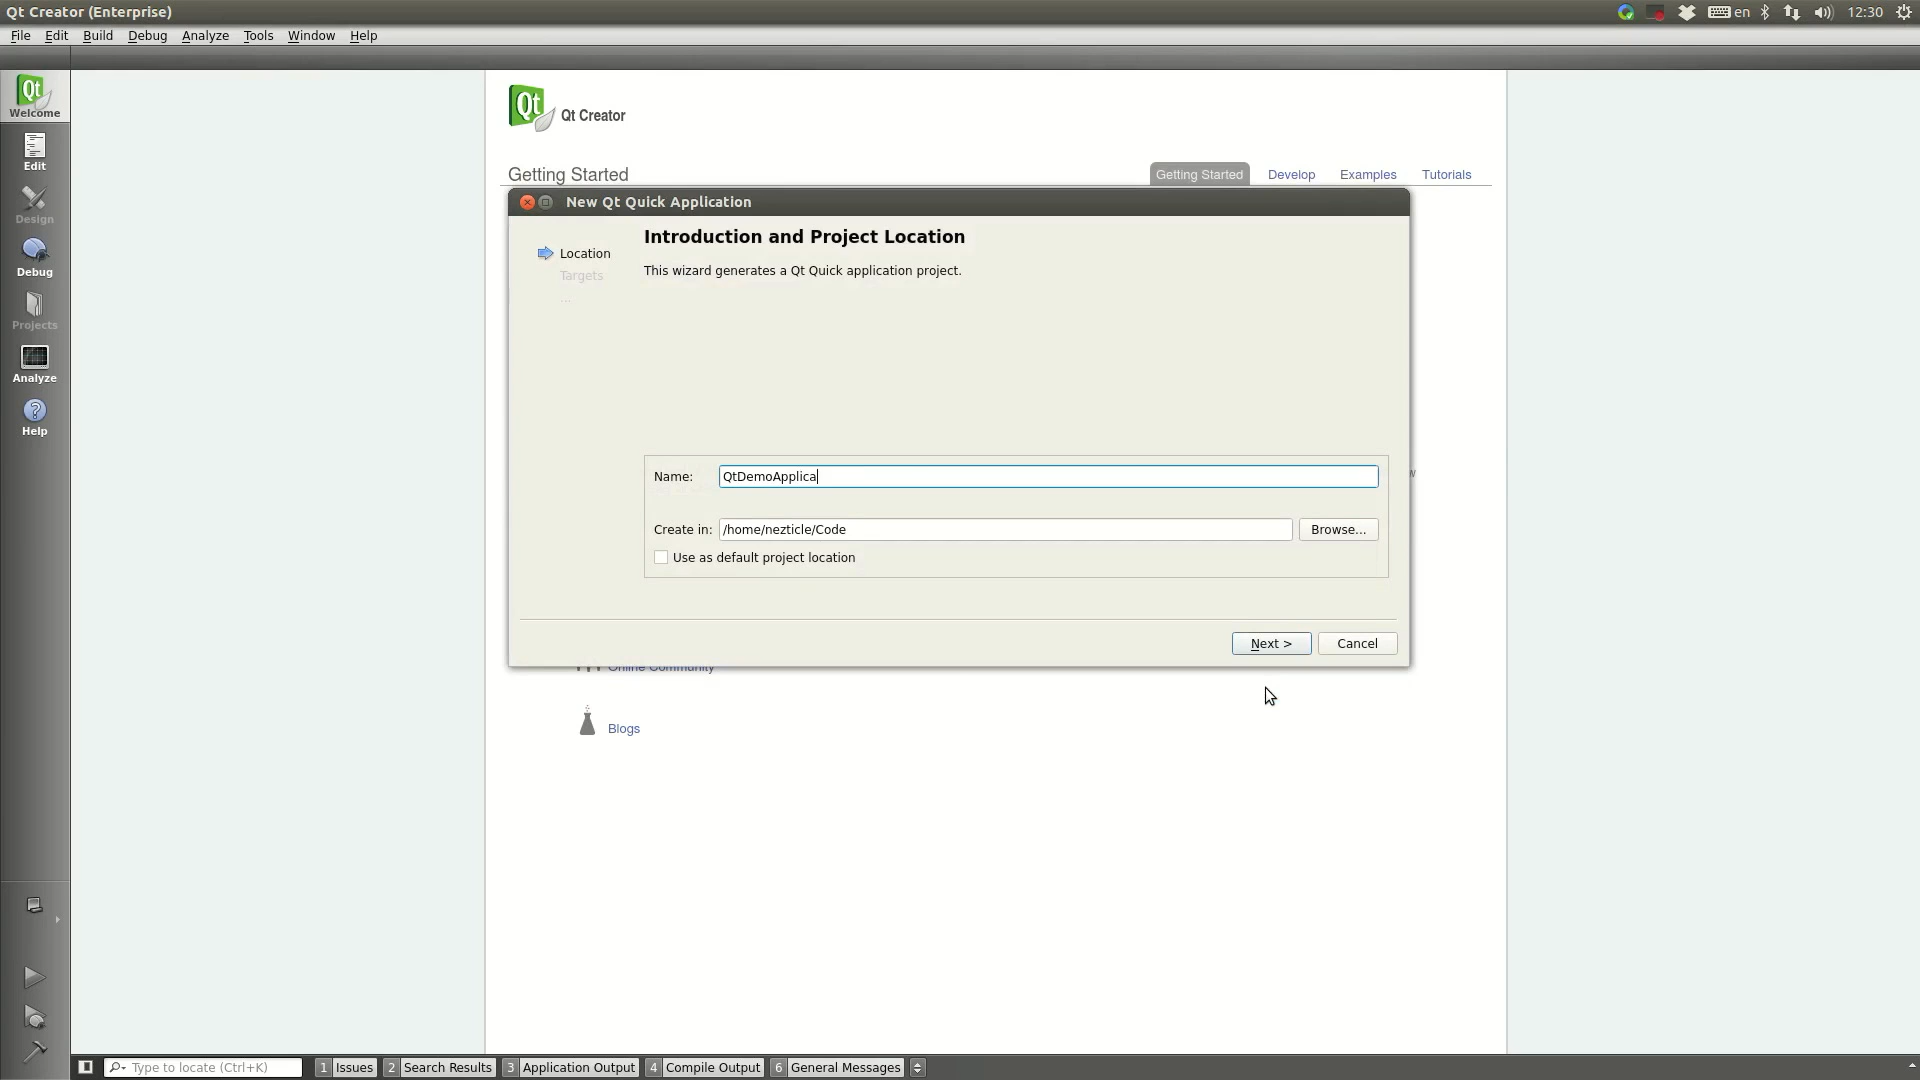 Qt Creator (Enterprise)
en
12:30
File Edit Build Debug Analyze Tools Window Help
Qt
Welcome
Edit
Design
Debug
Projects
Analyze
?
Help
Qt
Qt Creator
Getting Started
Getting Started Develop Examples Tutorials
New Qt Quick Application
Location
Targets
...
Introduction and Project Location
This wizard generates a Qt Quick application project.
Name: QtDemoApplica
Create in: /home/nezticle/Code Browse...
Use as default project location
Next > Cancel
w
Online Community
Blogs
Type to locate (Ctrl+K) 1 Issues 2 Search Results 3 Application Output 4 Compile Output 6 General Messages